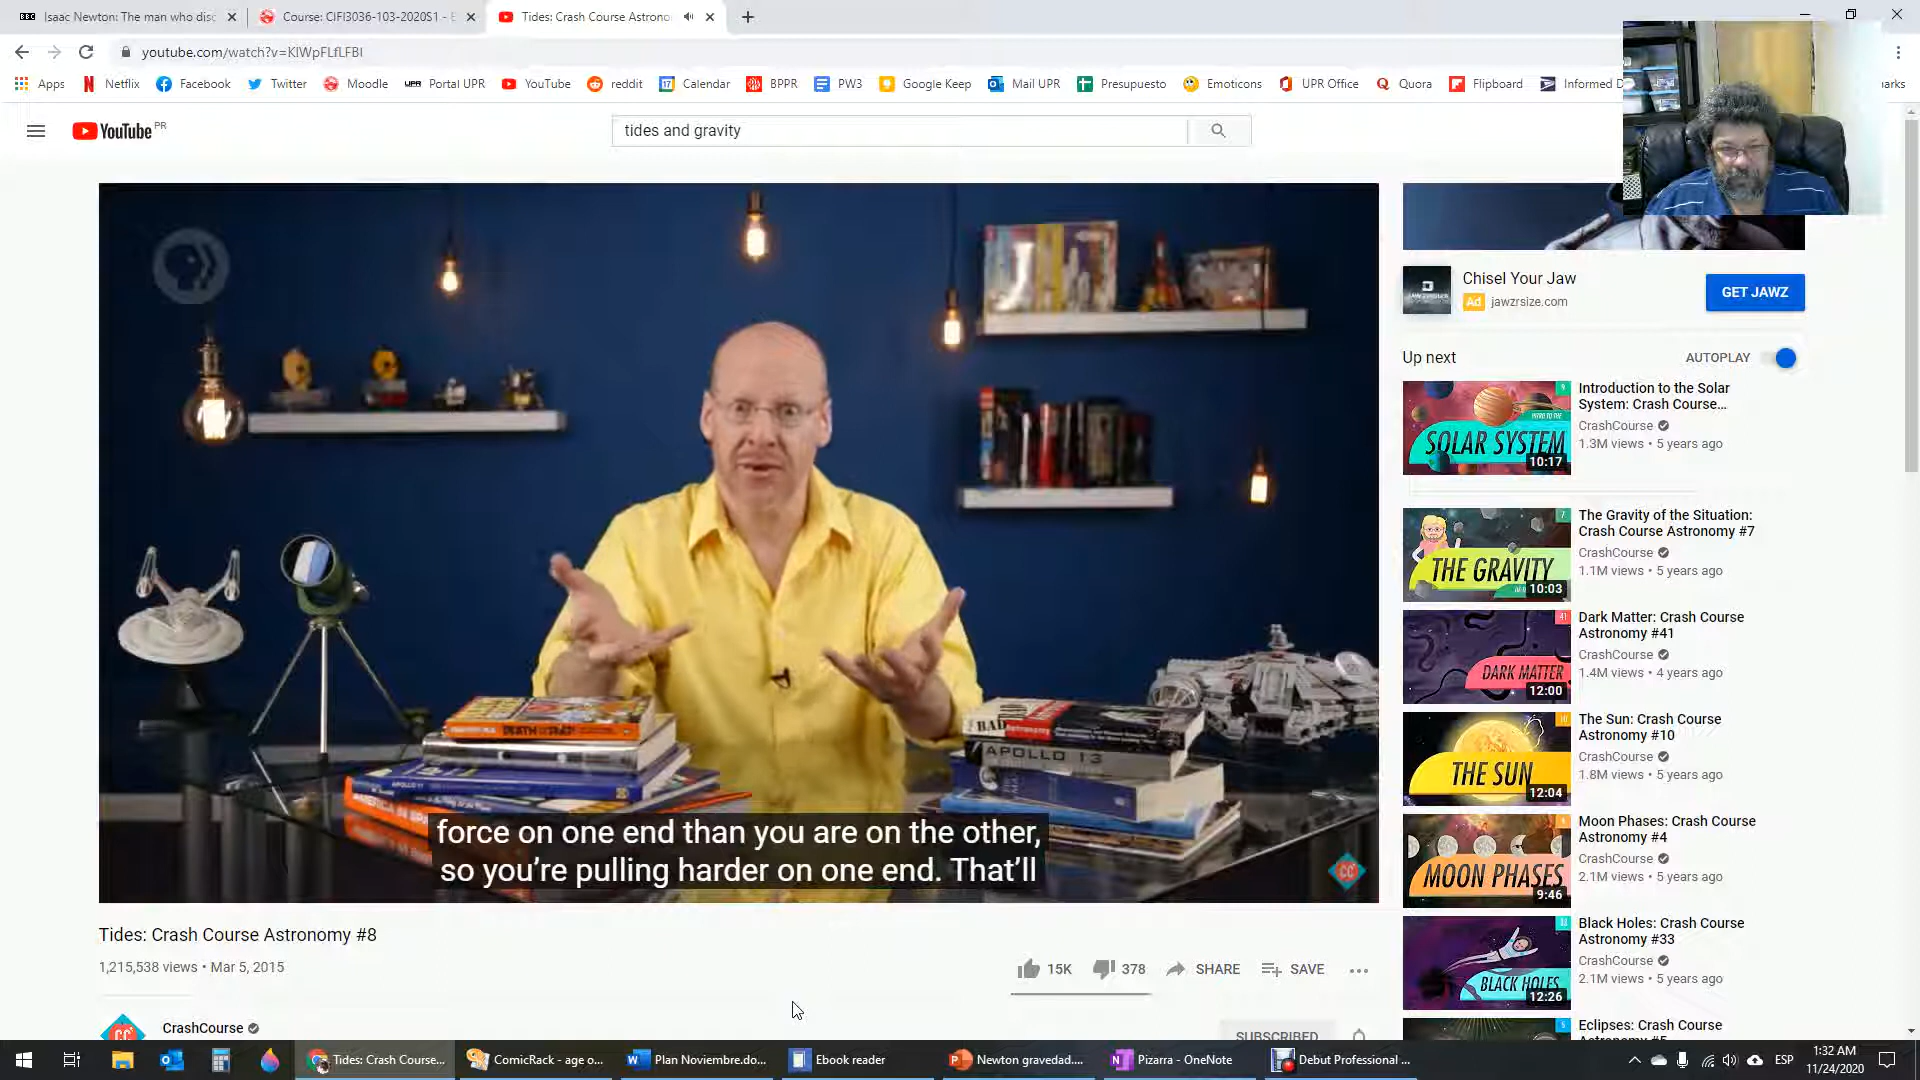 Isaac Newton: The man who disc
Course: CIFI3036-103-2020S1 - E
Tides: Crash Course Astrono
youtube.com/watch?v=KlWpFLfLFBI
Apps
Netflix
Facebook
Twitter
Moodle
Portal UPR
YouTube
reddit
Calendar
BPPR
PW3
Google Keep
Mail UPR
Presupuesto
Emoticons
UPR Office
Quora
Flipboard
Informed D
arks
YouTube PR
tides and gravity
APOLLO 13
force on one end than you are on the other,
so you're pulling harder on one end. That'll
Tides: Crash Course Astronomy #8
1,215,538 views • Mar 5, 2015
15K
378
SHARE
SAVE
CrashCourse
SUBSCRIBED
Chisel Your Jaw
Ad jawzrsize.com
GET JAWZ
Up next
AUTOPLAY
SOLAR SYSTEM
10:17
Introduction to the Solar
System: Crash Course...
CrashCourse
1.3M views • 5 years ago
THE GRAVITY
10:03
The Gravity of the Situation:
Crash Course Astronomy #7
CrashCourse
1.1M views • 5 years ago
DARK MATTER
12:00
Dark Matter: Crash Course
Astronomy #41
CrashCourse
1.4M views • 4 years ago
THE SUN
12:04
The Sun: Crash Course
Astronomy #10
CrashCourse
1.8M views • 5 years ago
MOON PHASES
9:46
Moon Phases: Crash Course
Astronomy #4
CrashCourse
2.1M views • 5 years ago
BLACK HOLES
12:26
Black Holes: Crash Course
Astronomy #33
CrashCourse
2.1M views • 5 years ago
Eclipses: Crash Course
Astronomy #5
Tides: Crash Course...
ComicRack - age o...
Plan Noviembre.do...
Ebook reader
Newton gravedad....
Pizarra - OneNote
Debut Professional ...
ESP
1:32 AM
11/24/2020